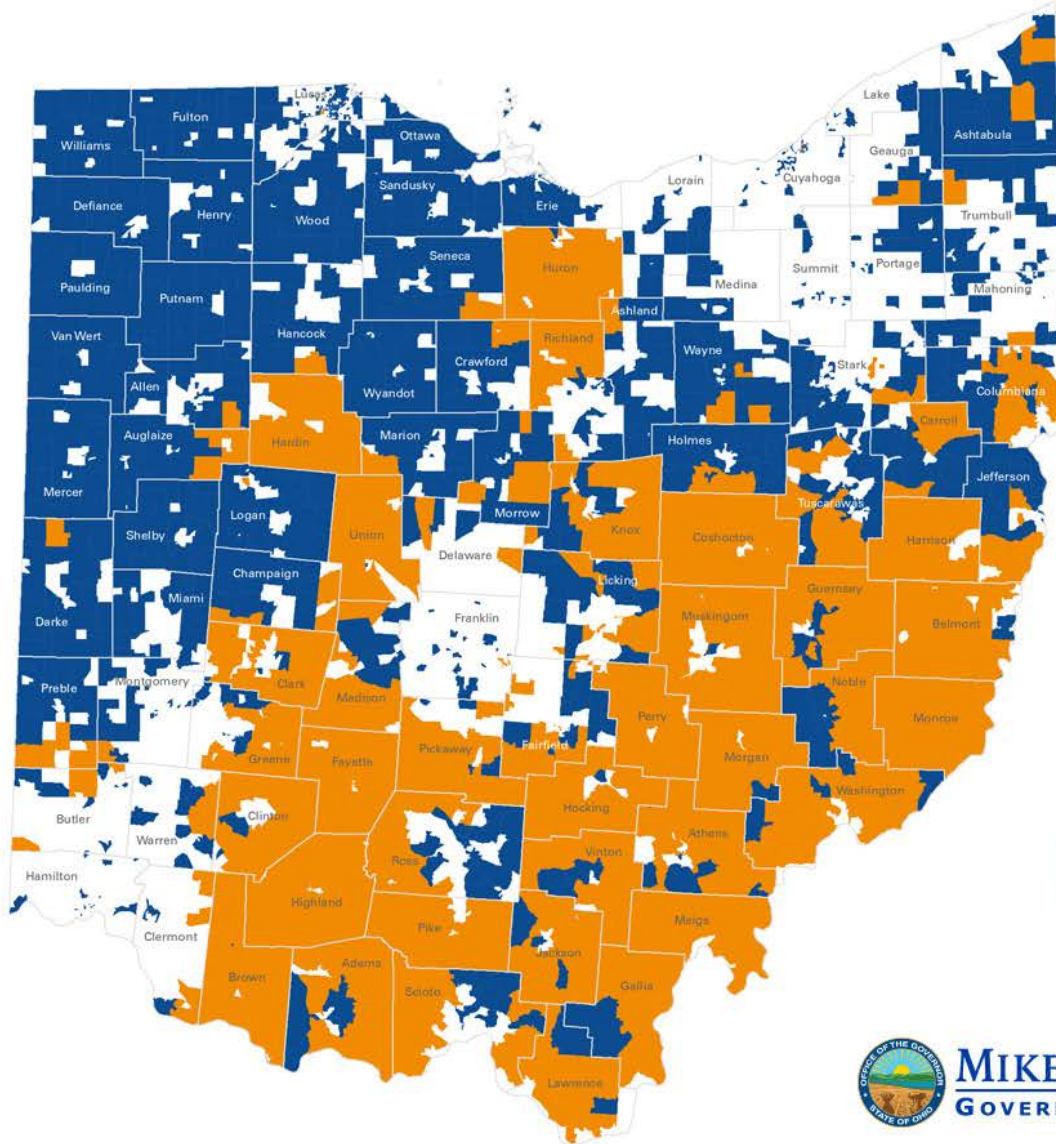 Lucas
Lake
Fulton
Williams
Ottawa
Ashtabula
Geauga
Cuyahoga
Lorain
Sandusky
Defiance
Henry
Wood
Erie
Trumbull
Seneca
Huron
Portage
Summit
Medina
Mahoning
Paulding
Putnam
Ashland
Hancock
Van Wert
Richland
Wayne
Crawford
Stark
Allen
Wyandot
Columbiana
Carroll
Auglaize
Marion
Hardin
Holmes
Jefferson
Mercer
Tuscarawas
Logan
Morrow
Shelby
Union
Knox
Coshocton
Harrison
Delaware
Champaign
Licking
Guernsey
Miami
Muskingum
Darke
Franklin
Belmont
Montgomery
Clark
Noble
Preble
Madison
Perry
Monroe
Fairfield
Pickaway
Greene
Fayette
Morgan
Washington
Hocking
Butler
Clinton
Athens
Warren
Vinton
Ross
Hamilton
Highland
Meigs
Pike
Clermont
Jackson
Adams
Brown
Scioto
Gallia
Lawrence
OFFICE OF THE GOVERNOR
STATE OF OHIO
MIKE
GOVER